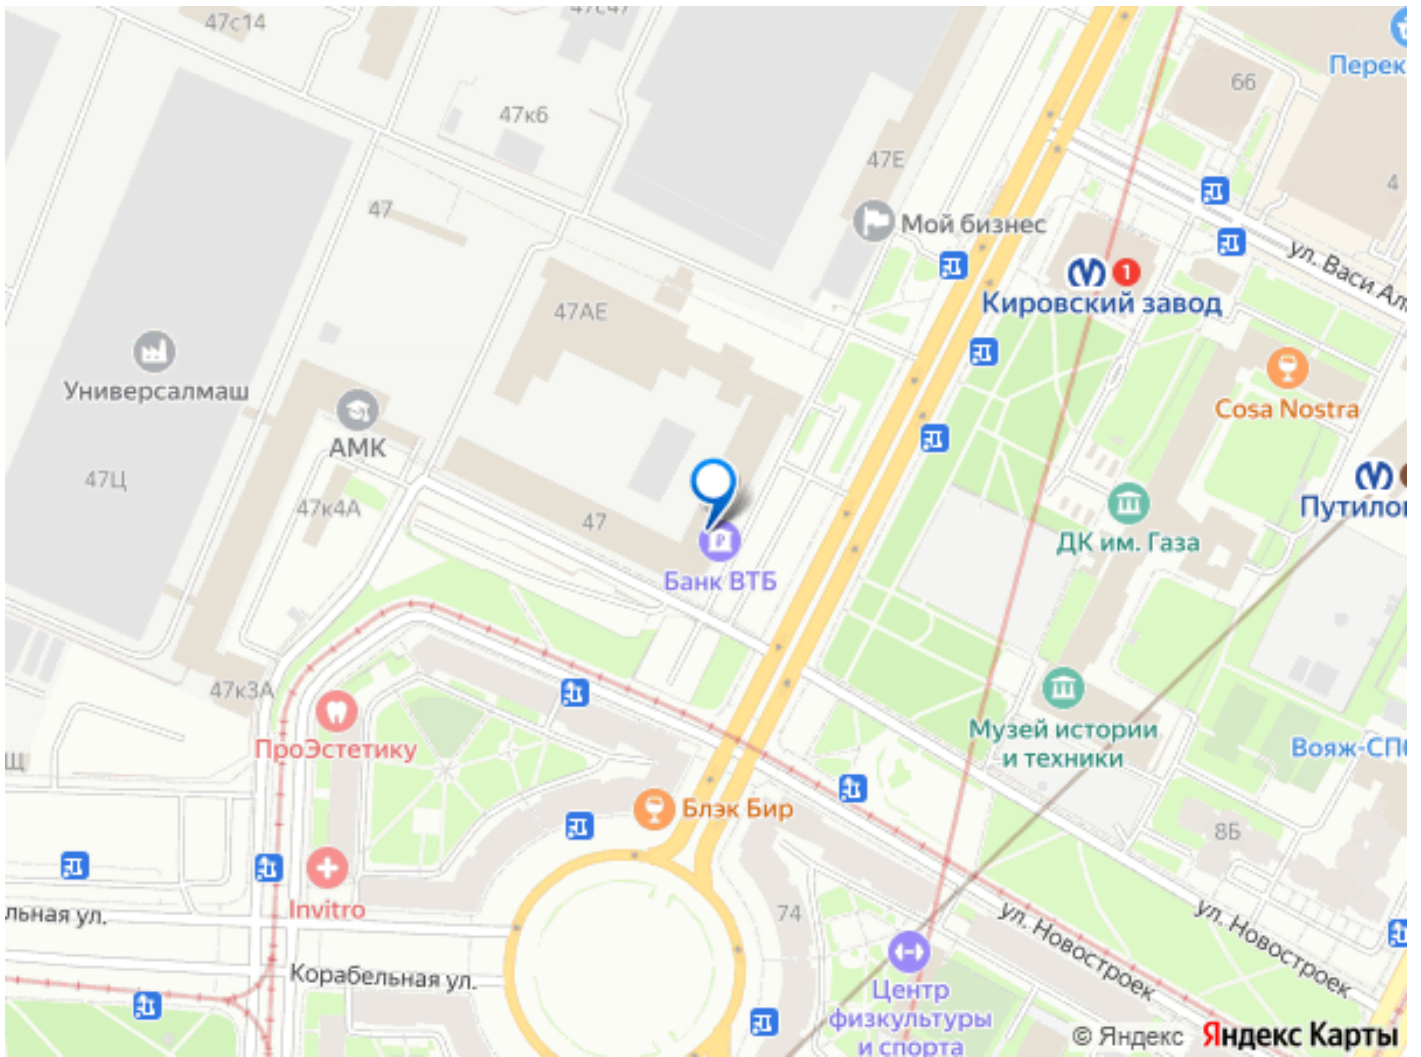 47с14
66
Перек
47к6
47Е
4
47
Мой бизнес
ул. Васи Ал
1
Кировский завод
47АЕ
Универсалмаш
Cosa Nostra
АМК
47Ц
47к4А
47
Путилов
ДК им. Газа
Банк ВТБ
47к3А
Музей истории
и техники
ПроЭстетику
Вояж-СПб
Щ
Блэк Бир
8Б
Invitro
льная ул.
74
ул. Новостроек
ул. Новостроек
Корабельная ул.
Центр
физкультуры
и спорта
© Яндекс Яндекс Карты